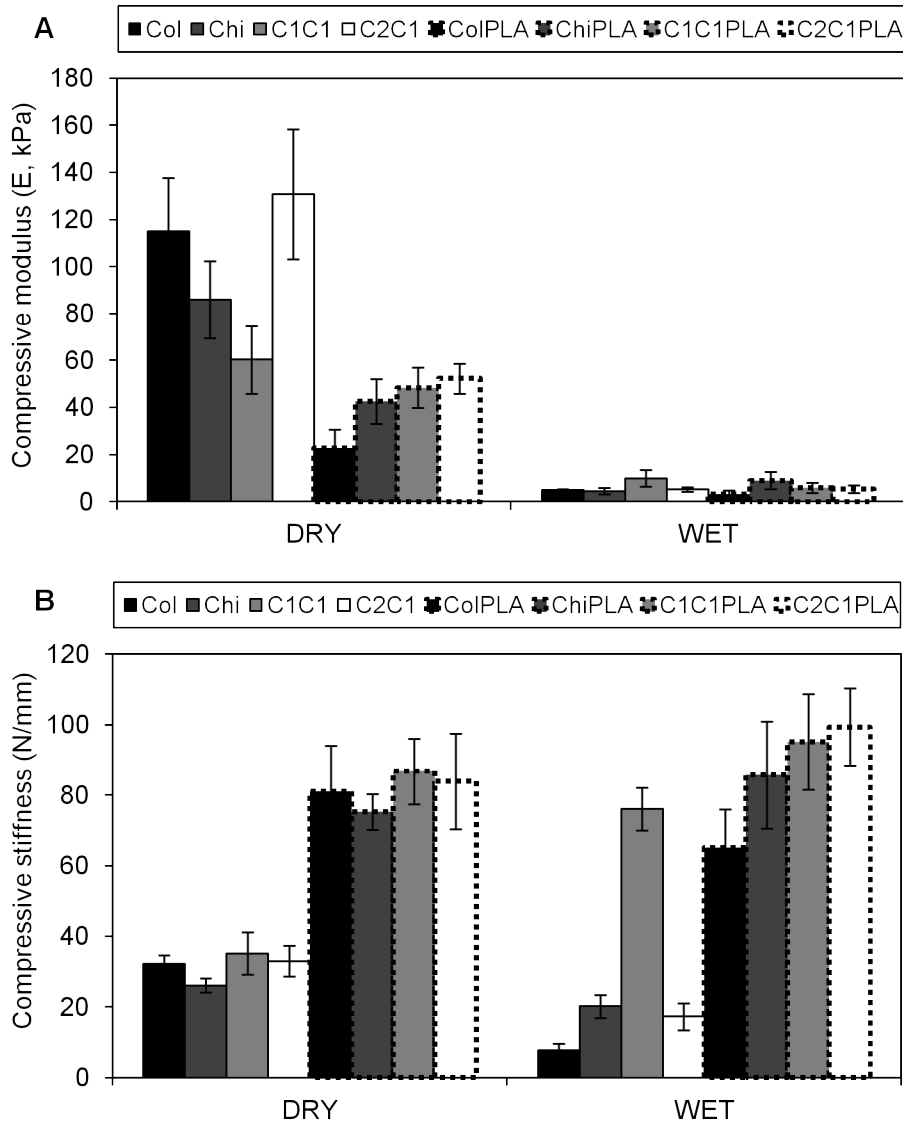 A
Col Chi C1C1 C2C1 ColPLA ChiPLA C1C1PLA C2C1PLA
Compressive modulus (E, kPa)
180
160
140
120
100
80
60
40
20
0
DRY WET
B
Col Chi C1C1 C2C1 ColPLA ChiPLA C1C1PLA C2C1PLA
Compressive stiffness (N/mm)
120
100
80
60
40
20
0
DRY WET